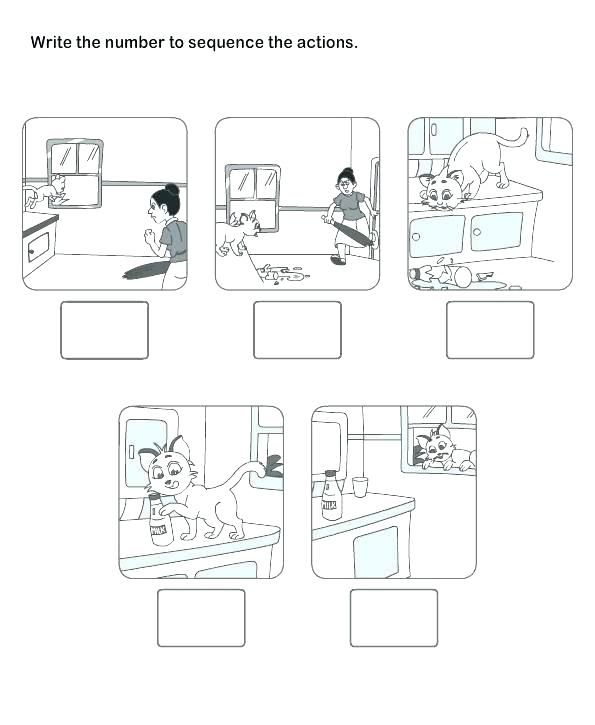 Write the number to sequence the actions.
MILK
MILK